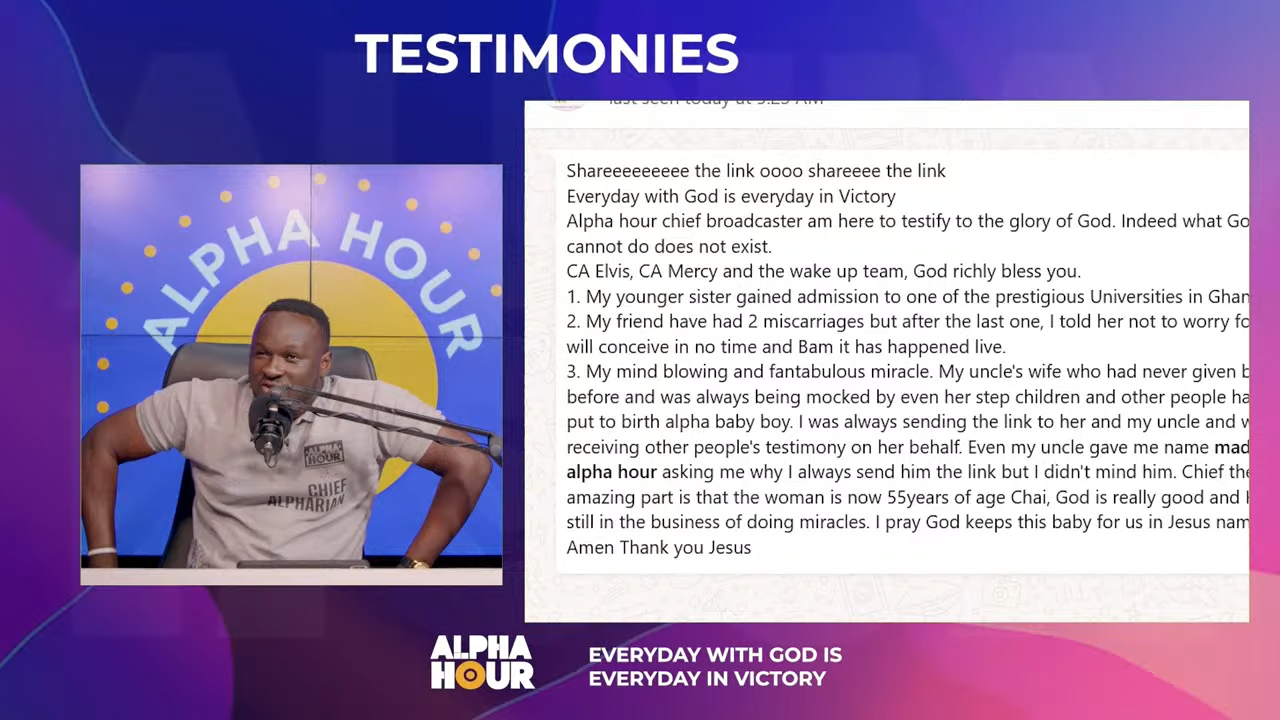 TESTIMONIES
last seen today at 9:25 AM
ALPHA HOUR
ALPHA
HOUR
CHIEF
ALPHARIAN
Shareeeeeeeee the link oooo shareeee the link
Everyday with God is everyday in Victory
Alpha hour chief broadcaster am here to testify to the glory of God. Indeed what Go
cannot do does not exist.
CA Elvis, CA Mercy and the wake up team, God richly bless you.
1. My younger sister gained admission to one of the prestigious Universities in Ghan
2. My friend have had 2 miscarriages but after the last one, I told her not to worry fo
will conceive in no time and Bam it has happened live.
3. My mind blowing and fantabulous miracle. My uncle's wife who had never given b
before and was always being mocked by even her step children and other people ha
put to birth alpha baby boy. I was always sending the link to her and my uncle and w
receiving other people's testimony on her behalf. Even my uncle gave me name mad
alpha hour asking me why I always send him the link but I didn't mind him. Chief the
amazing part is that the woman is now 55years of age Chai, God is really good and H
still in the business of doing miracles. I pray God keeps this baby for us in Jesus nam
Amen Thank you Jesus
ALPHA
HOUR
EVERYDAY WITH GOD IS
EVERYDAY IN VICTORY